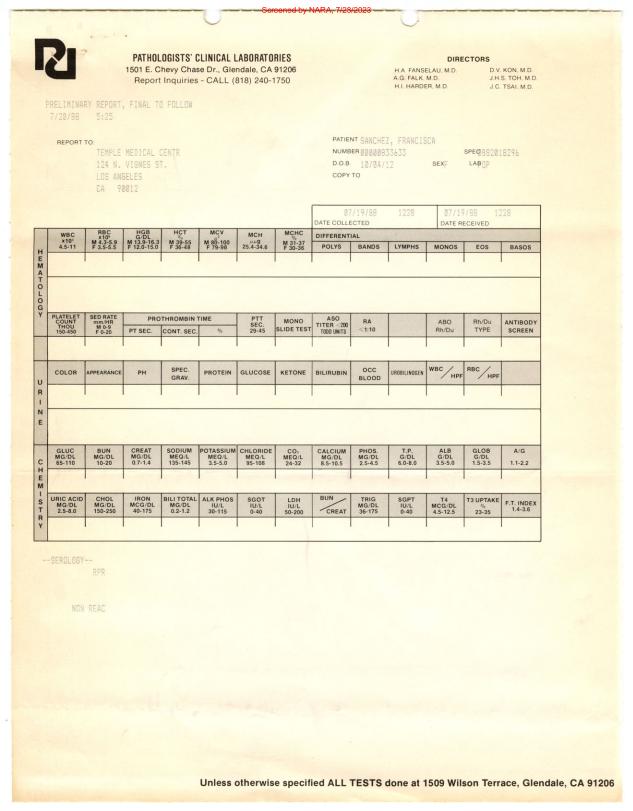 Screened by NARA, 7/28/2023
PATHOLOGISTS' CLINICAL LABORATORIES
1501 E. Chevy Chase Dr., Glendale, CA 91206
Report Inquiries - CALL (818) 240-1750
DIRECTORS
H.A. FANSELAU, M.D. D.V. KON, M.D.
A.G. FALK, M.D. J.H.S. TOH, M.D.
H.I. HARDER, M.D. J.C. TSAI, M.D.
PRELIMINARY REPORT, FINAL TO FOLLOW
7/20/88 5:25
REPORT TO:
TEMPLE MEDICAL CENTR
124 N. VIGNES ST.
LOS ANGELES
CA 90012
PATIENT SANCHEZ, FRANCISCA
NUMBER 00000833633 SPEC 882018296
D.O.B. 10/04/12 SEX F LAB OP
COPY TO
07/19/88 1228 07/19/88 1228
DATE COLLECTED DATE RECEIVED
HEMATOLOGY
WBC x10³ 4.5-11
RBC x10⁶ M 4.3-5.9 F 3.5-5.5
HGB G/DL M 13.9-16.3 F 12.0-15.0
HCT % M 39-55 F 36-48
MCV M 80-100 F 79-98
MCH μμg 25.4-34.6
MCHC % M 31-37 F 30-36
DIFFERENTIAL
POLYS BANDS LYMPHS MONOS EOS BASOS
PLATELET COUNT THOU 150-450
SED RATE mm/HR M 0-9 F 0-20
PROTHROMBIN TIME
PT SEC. CONT. SEC. %
PTT SEC. 29-45
MONO SLIDE TEST
ASO TITER <200 TODD UNITS
RA <1:10
ABO Rh/Du
Rh/Du TYPE
ANTIBODY SCREEN
URINE
COLOR APPEARANCE PH SPEC. GRAV. PROTEIN GLUCOSE KETONE BILIRUBIN OCC BLOOD UROBILINOGEN WBC/HPF RBC/HPF
CHEMISTRY
GLUC MG/DL 65-110
BUN MG/DL 10-20
CREAT MG/DL 0.7-1.4
SODIUM MEQ/L 135-145
POTASSIUM MEQ/L 3.5-5.0
CHLORIDE MEQ/L 95-108
CO₂ MEQ/L 24-32
CALCIUM MG/DL 8.5-10.5
PHOS. MG/DL 2.5-4.5
T.P. G/DL 6.0-8.0
ALB G/DL 3.5-5.0
GLOB G/DL 1.5-3.5
A/G 1.1-2.2
URIC ACID MG/DL 2.5-8.0
CHOL MG/DL 150-250
IRON MCG/DL 40-175
BILI TOTAL MG/DL 0.2-1.2
ALK PHOS IU/L 30-115
SGOT IU/L 0-40
LDH IU/L 50-200
BUN/CREAT
TRIG MG/DL 36-175
SGPT IU/L 0-40
T4 MCG/DL 4.5-12.5
T3 UPTAKE % 23-35
F.T. INDEX 1.4-3.6
--SEROLOGY--
RPR
NON REAC
Unless otherwise specified ALL TESTS done at 1509 Wilson Terrace, Glendale, CA 91206